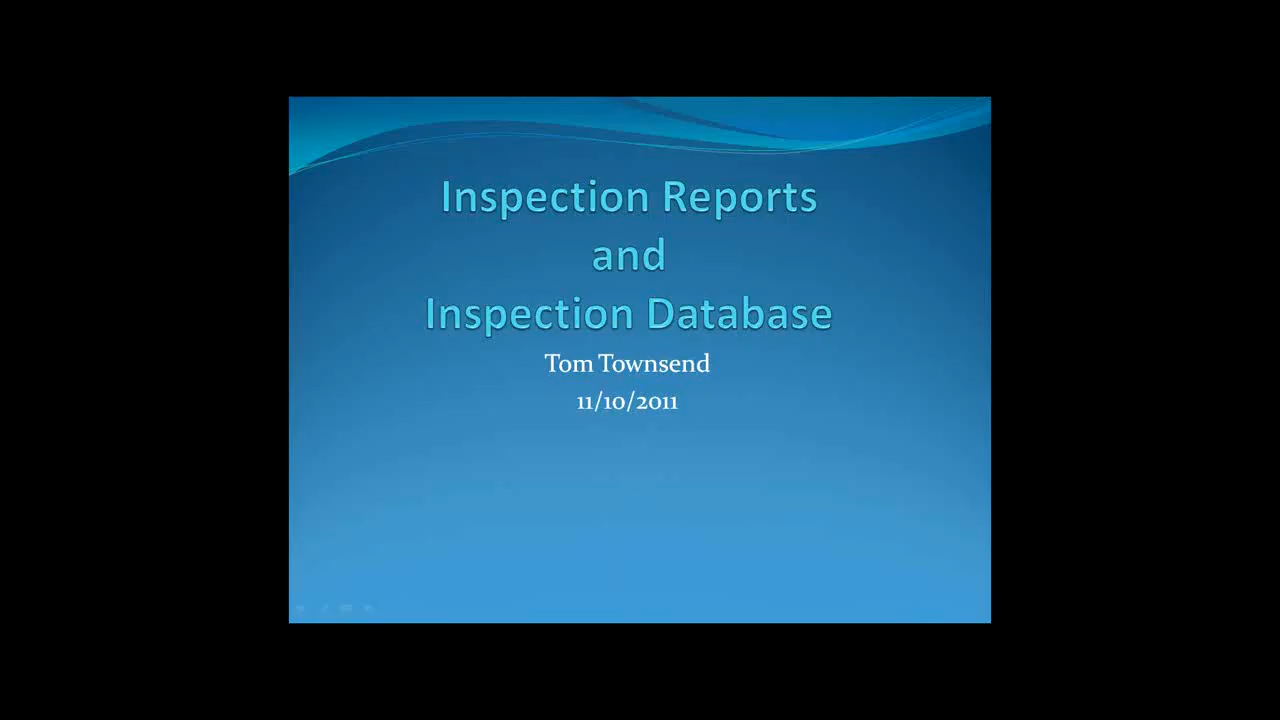 Inspection Reports
and
Inspection Database
Tom Townsend
11/10/2011